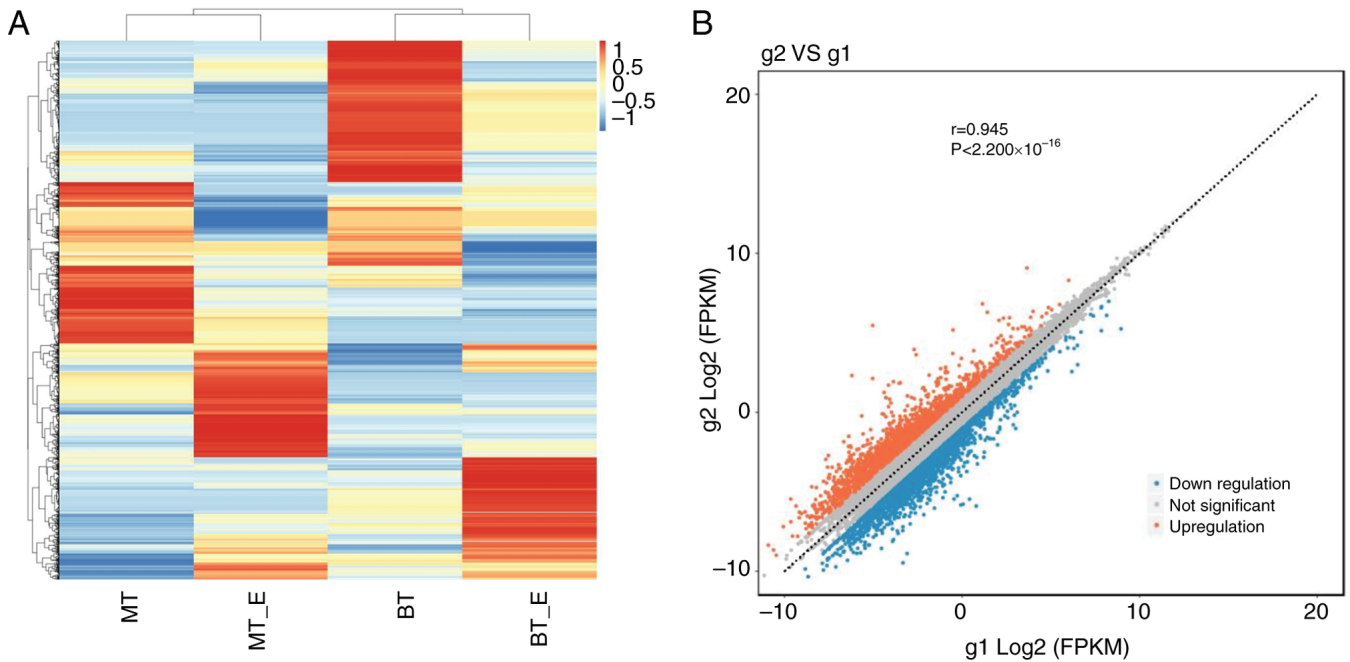 A
1
0.5
0
−0.5
−1
MT
MT_E
BT
BT_E
B
g2 VS g1
r=0.945
P<2.200×10⁻¹⁶
20
10
0
−10
g2 Log2 (FPKM)
Down regulation
Not significant
Upregulation
−10
0
10
20
g1 Log2 (FPKM)